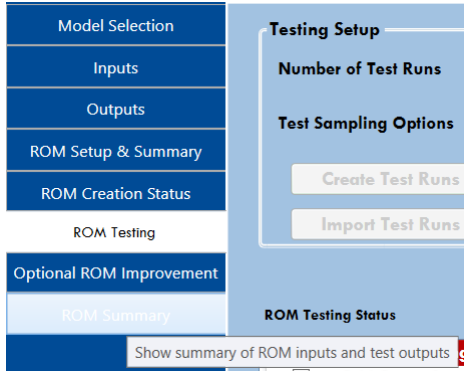 Model Selection
Inputs
Outputs
ROM Setup & Summary
ROM Creation Status
ROM Testing
Optional ROM Improvement
ROM Summary
Show summary of ROM inputs and test outputs
Testing Setup
Number of Test Runs
Test Sampling Options
Create Test Runs
Import Test Runs
ROM Testing Status